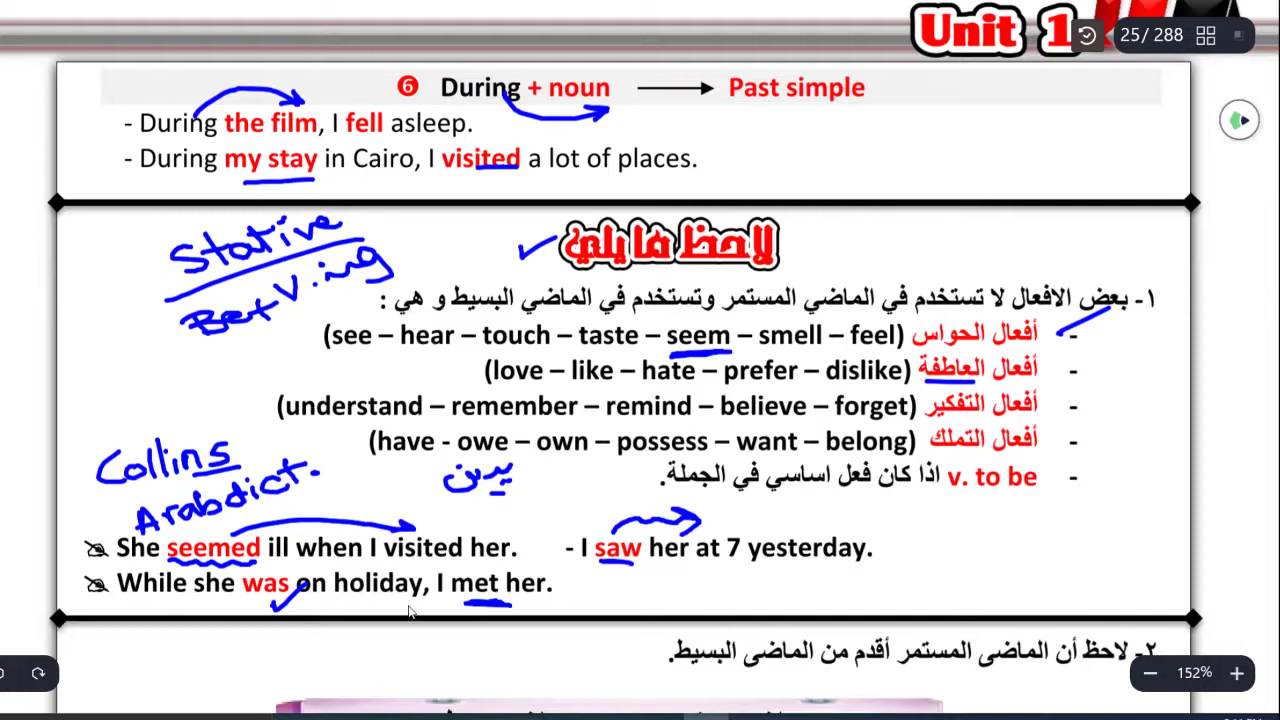 Unit 1
25 / 288
❻ During + noun ⟶ Past simple
- During the film, I fell asleep.
- During my stay in Cairo, I visited a lot of places.
Stative
لاحظ ما يلي
Be + V.ing
١- بعض الافعال لا تستخدم في الماضي المستمر وتستخدم في الماضي البسيط و هي :
- أفعال الحواس (see – hear – touch – taste – seem – smell – feel)
- أفعال العاطفة (love – like – hate – prefer – dislike)
- أفعال التفكير (understand – remember – remind – believe – forget)
- أفعال التملك (have - owe – own – possess – want – belong)
Collins
Arabdict.
يدين
- v. to be اذا كان فعل اساسي في الجملة.
She seemed ill when I visited her. - I saw her at 7 yesterday.
While she was on holiday, I met her.
٢- لاحظ أن الماضى المستمر أقدم من الماضى البسيط.
152%